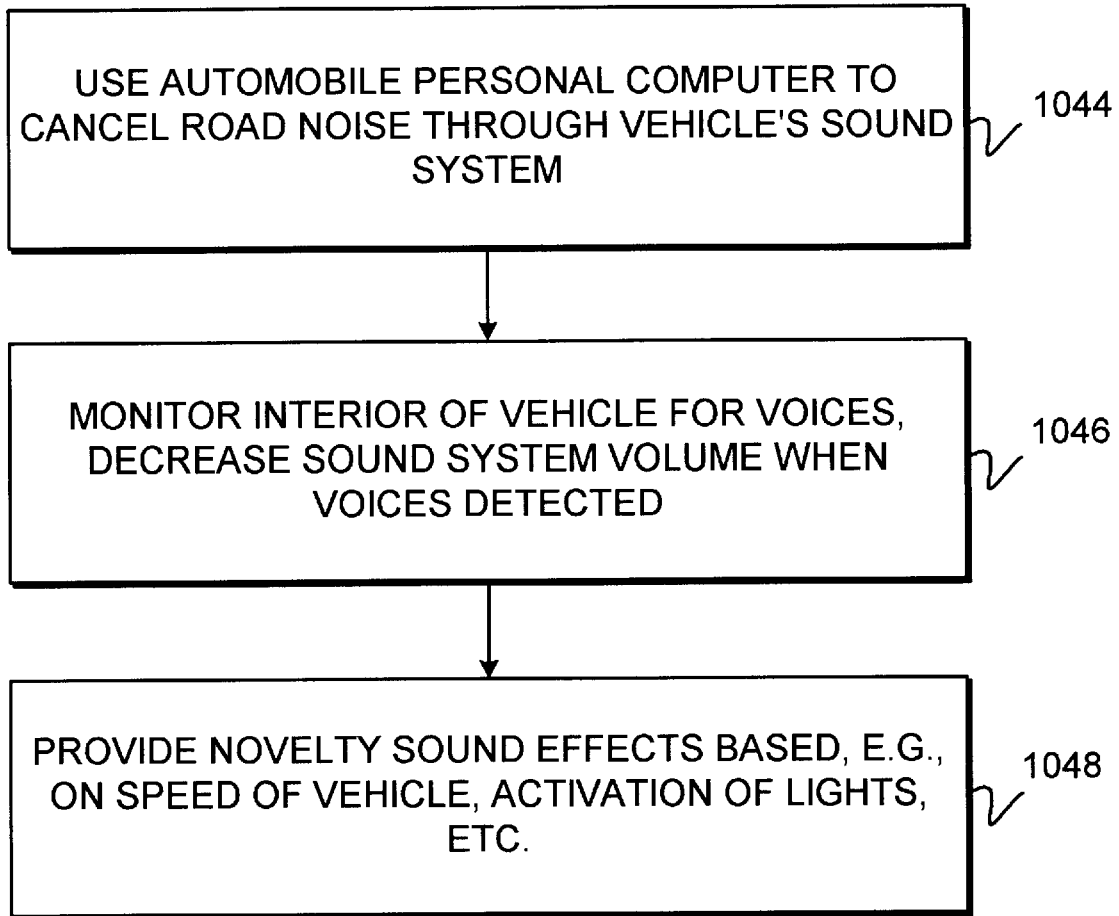 USE AUTOMOBILE PERSONAL COMPUTER TO
CANCEL ROAD NOISE THROUGH VEHICLE'S SOUND
SYSTEM
1044
MONITOR INTERIOR OF VEHICLE FOR VOICES,
DECREASE SOUND SYSTEM VOLUME WHEN
VOICES DETECTED
1046
PROVIDE NOVELTY SOUND EFFECTS BASED, E.G.,
ON SPEED OF VEHICLE, ACTIVATION OF LIGHTS,
ETC.
1048